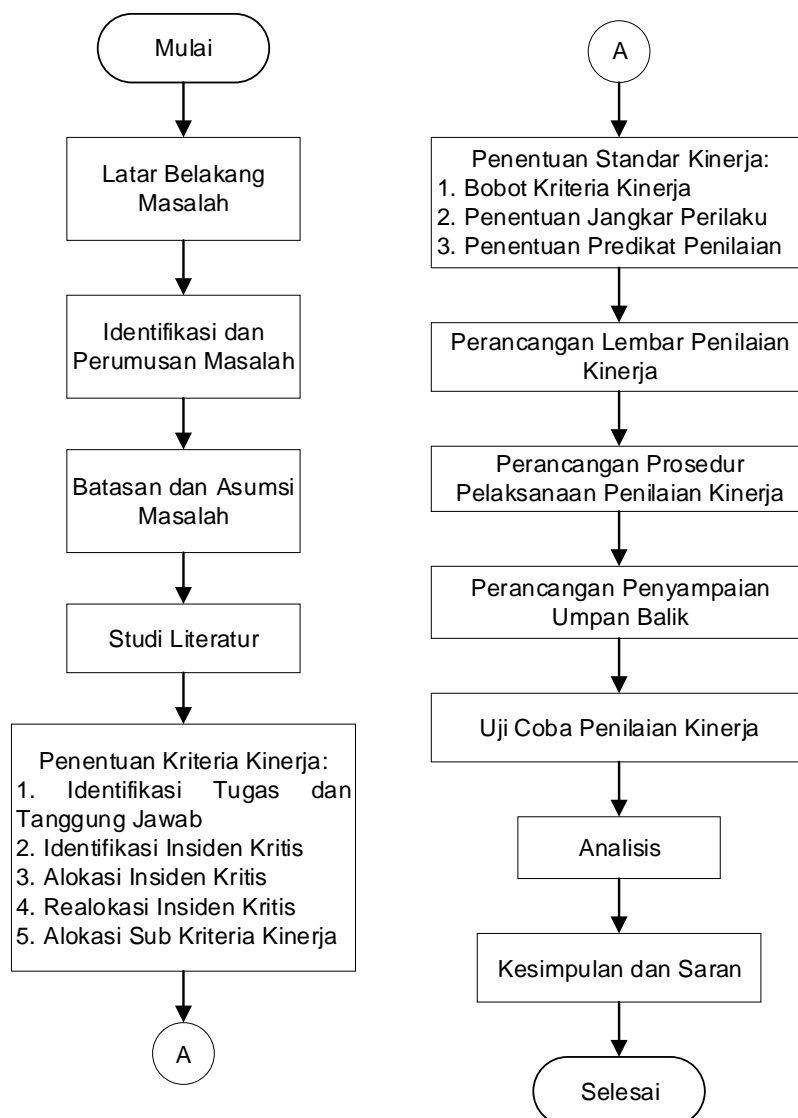 Mulai
Latar Belakang
Masalah
Identifikasi dan
Perumusan Masalah
Batasan dan Asumsi
Masalah
Studi Literatur
Penentuan Kriteria Kinerja:
1. Identifikasi Tugas dan
Tanggung Jawab
2. Identifikasi Insiden Kritis
3. Alokasi Insiden Kritis
4. Realokasi Insiden Kritis
5. Alokasi Sub Kriteria Kinerja
A
A
Penentuan Standar Kinerja:
1. Bobot Kriteria Kinerja
2. Penentuan Jangkar Perilaku
3. Penentuan Predikat Penilaian
Perancangan Lembar Penilaian
Kinerja
Perancangan Prosedur
Pelaksanaan Penilaian Kinerja
Perancangan Penyampaian
Umpan Balik
Uji Coba Penilaian Kinerja
Analisis
Kesimpulan dan Saran
Selesai